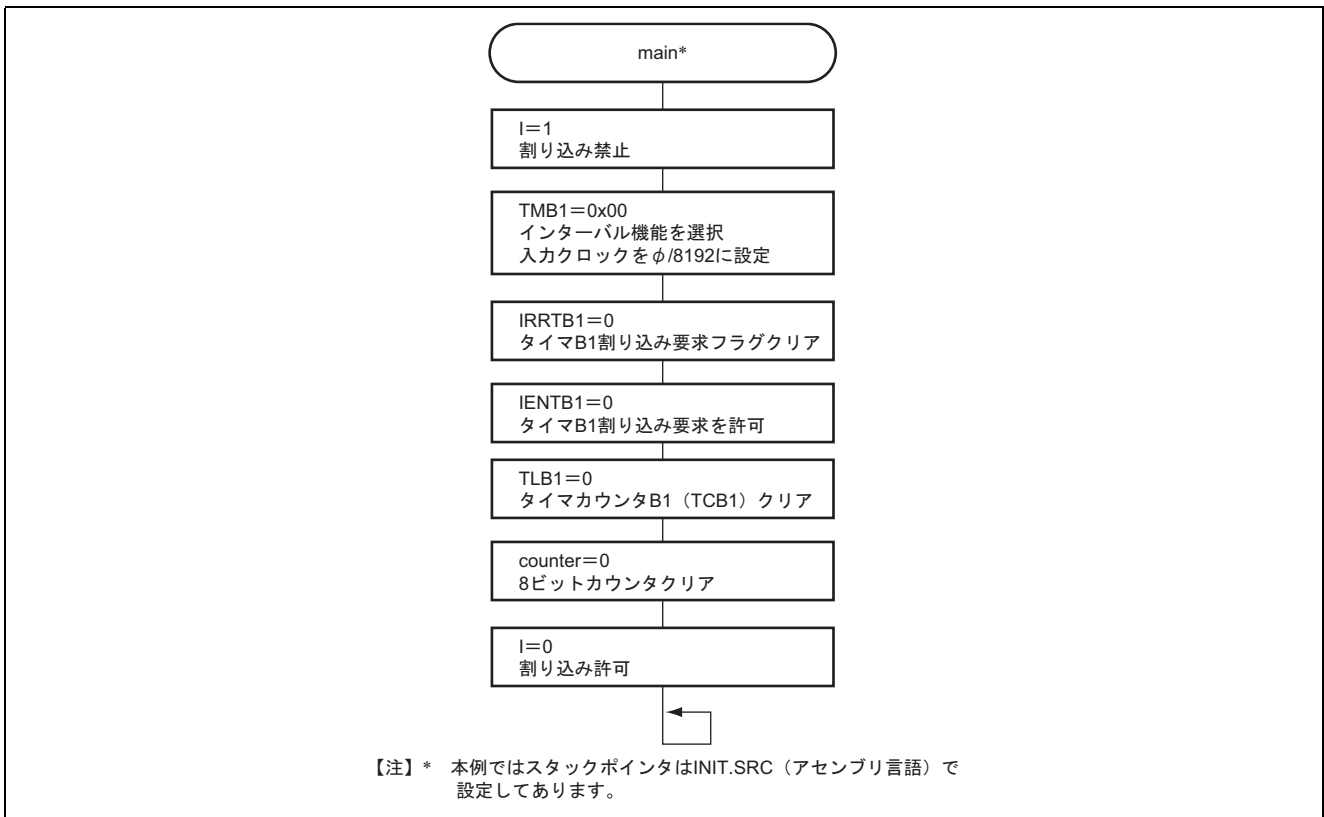 main*
I＝1
割り込み禁止
TMB1＝0x00
インターバル機能を選択
入力クロックをφ/8192に設定
IRRTB1＝0
タイマB1割り込み要求フラグクリア
IENTB1＝0
タイマB1割り込み要求を許可
TLB1＝0
タイマカウンタB1（TCB1）クリア
counter＝0
8ビットカウンタクリア
I＝0
割り込み許可
【注】* 本例ではスタックポインタはINIT.SRC（アセンブリ言語）で
設定してあります。